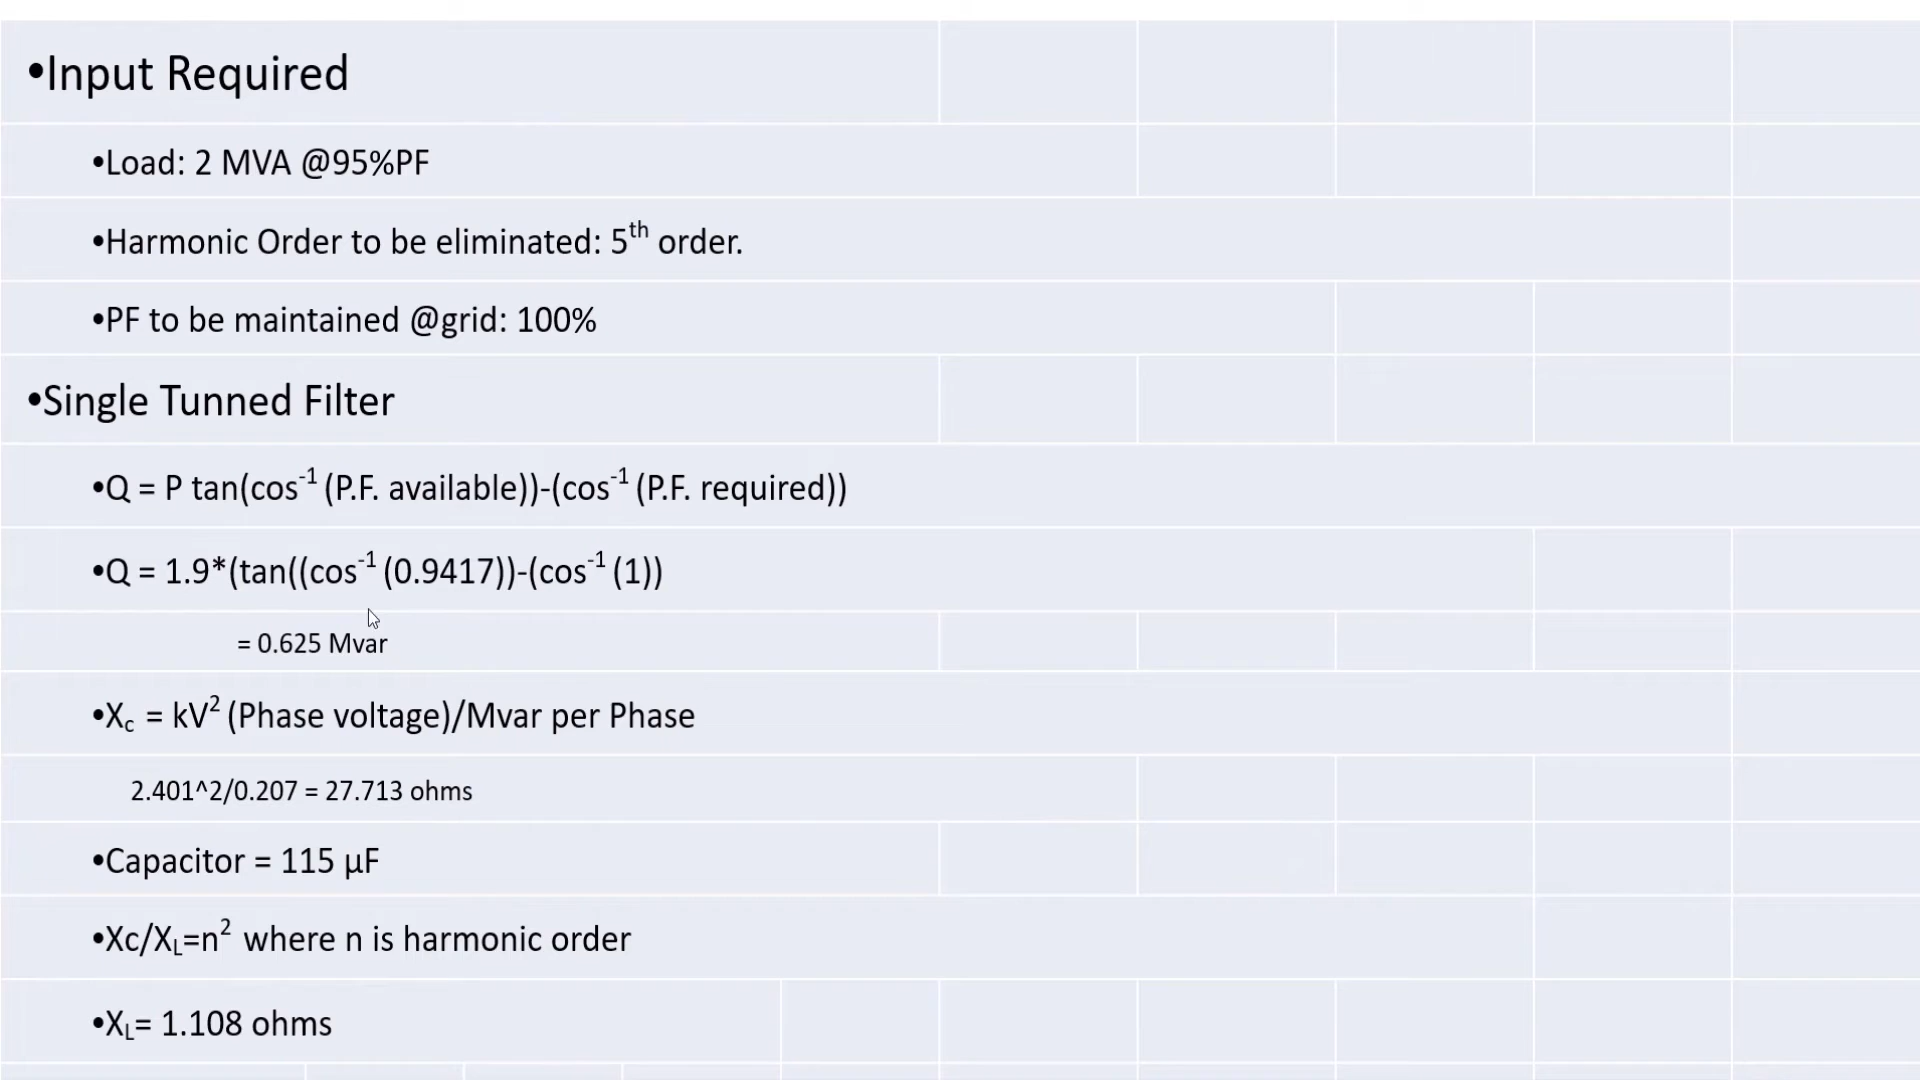 •Input Required
•Load: 2 MVA @95%PF
•Harmonic Order to be eliminated: 5th order.
•PF to be maintained @grid: 100%
•Single Tunned Filter
•Q = P tan(cos-1 (P.F. available))-(cos-1 (P.F. required))
•Q = 1.9*(tan((cos-1 (0.9417))-(cos-1 (1))
= 0.625 Mvar
•Xc = kV2 (Phase voltage)/Mvar per Phase
2.401^2/0.207 = 27.713 ohms
•Capacitor = 115 µF
•Xc/XL=n2 where n is harmonic order
•XL= 1.108 ohms